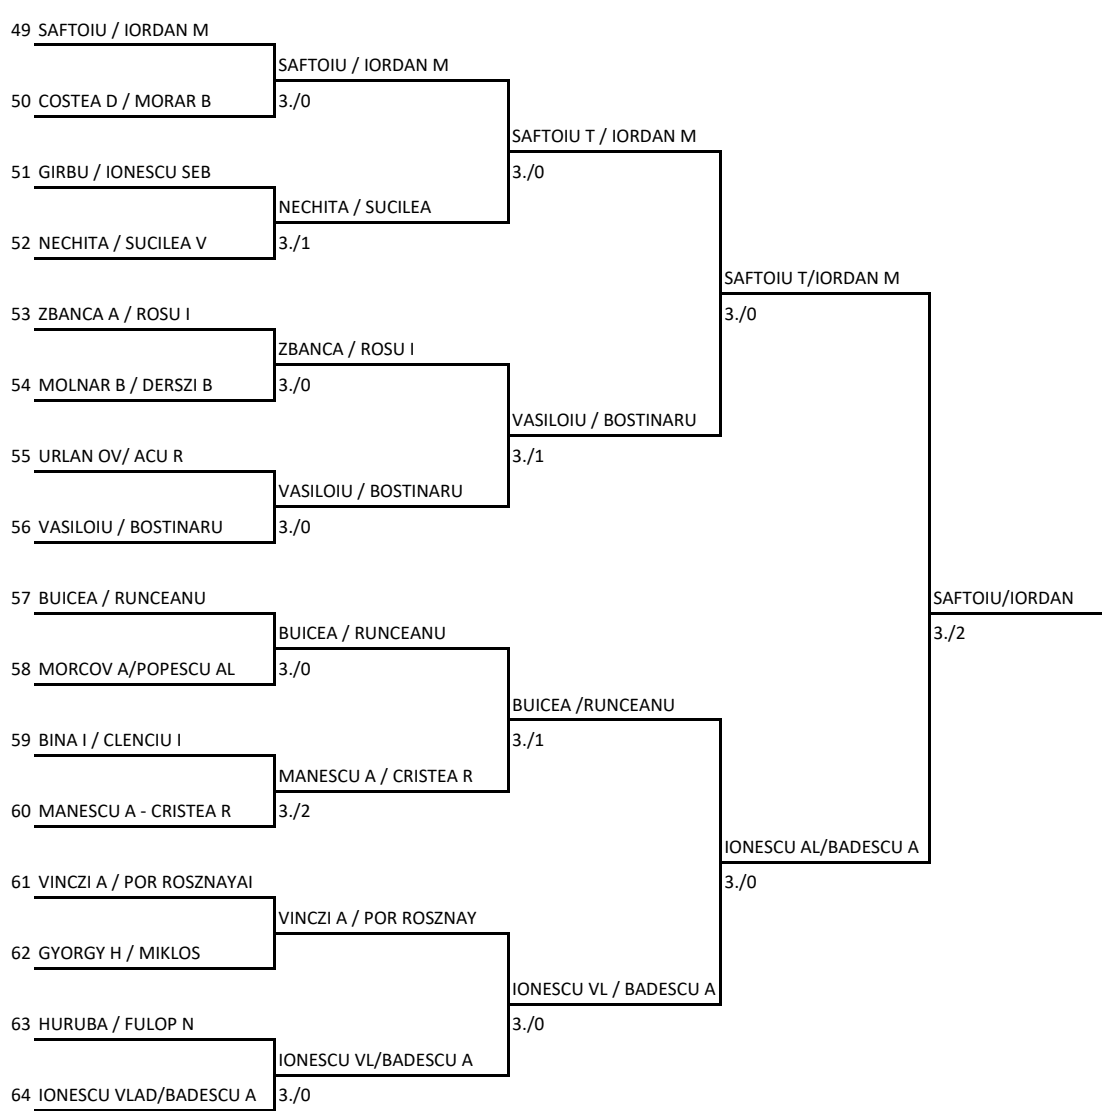 49 SAFTOIU / IORDAN M
SAFTOIU / IORDAN M
50 COSTEA D / MORAR B
3./0
SAFTOIU T / IORDAN M
51 GIRBU / IONESCU SEB
3./0
NECHITA / SUCILEA
52 NECHITA / SUCILEA V
3./1
SAFTOIU T/IORDAN M
53 ZBANCA A / ROSU I
3./0
ZBANCA / ROSU I
54 MOLNAR B / DERSZI B
3./0
VASILOIU / BOSTINARU
55 URLAN OV/ ACU R
3./1
VASILOIU / BOSTINARU
56 VASILOIU / BOSTINARU
3./0
57 BUICEA / RUNCEANU
SAFTOIU/IORDAN
BUICEA / RUNCEANU
3./2
58 MORCOV A/POPESCU AL
3./0
BUICEA /RUNCEANU
59 BINA I / CLENCIU I
3./1
MANESCU A / CRISTEA R
60 MANESCU A - CRISTEA R
3./2
IONESCU AL/BADESCU A
61 VINCZI A / POR ROSZNAYAI
3./0
VINCZI A / POR ROSZNAY
62 GYORGY H / MIKLOS
IONESCU VL / BADESCU A
63 HURUBA / FULOP N
3./0
IONESCU VL/BADESCU A
64 IONESCU VLAD/BADESCU A
3./0